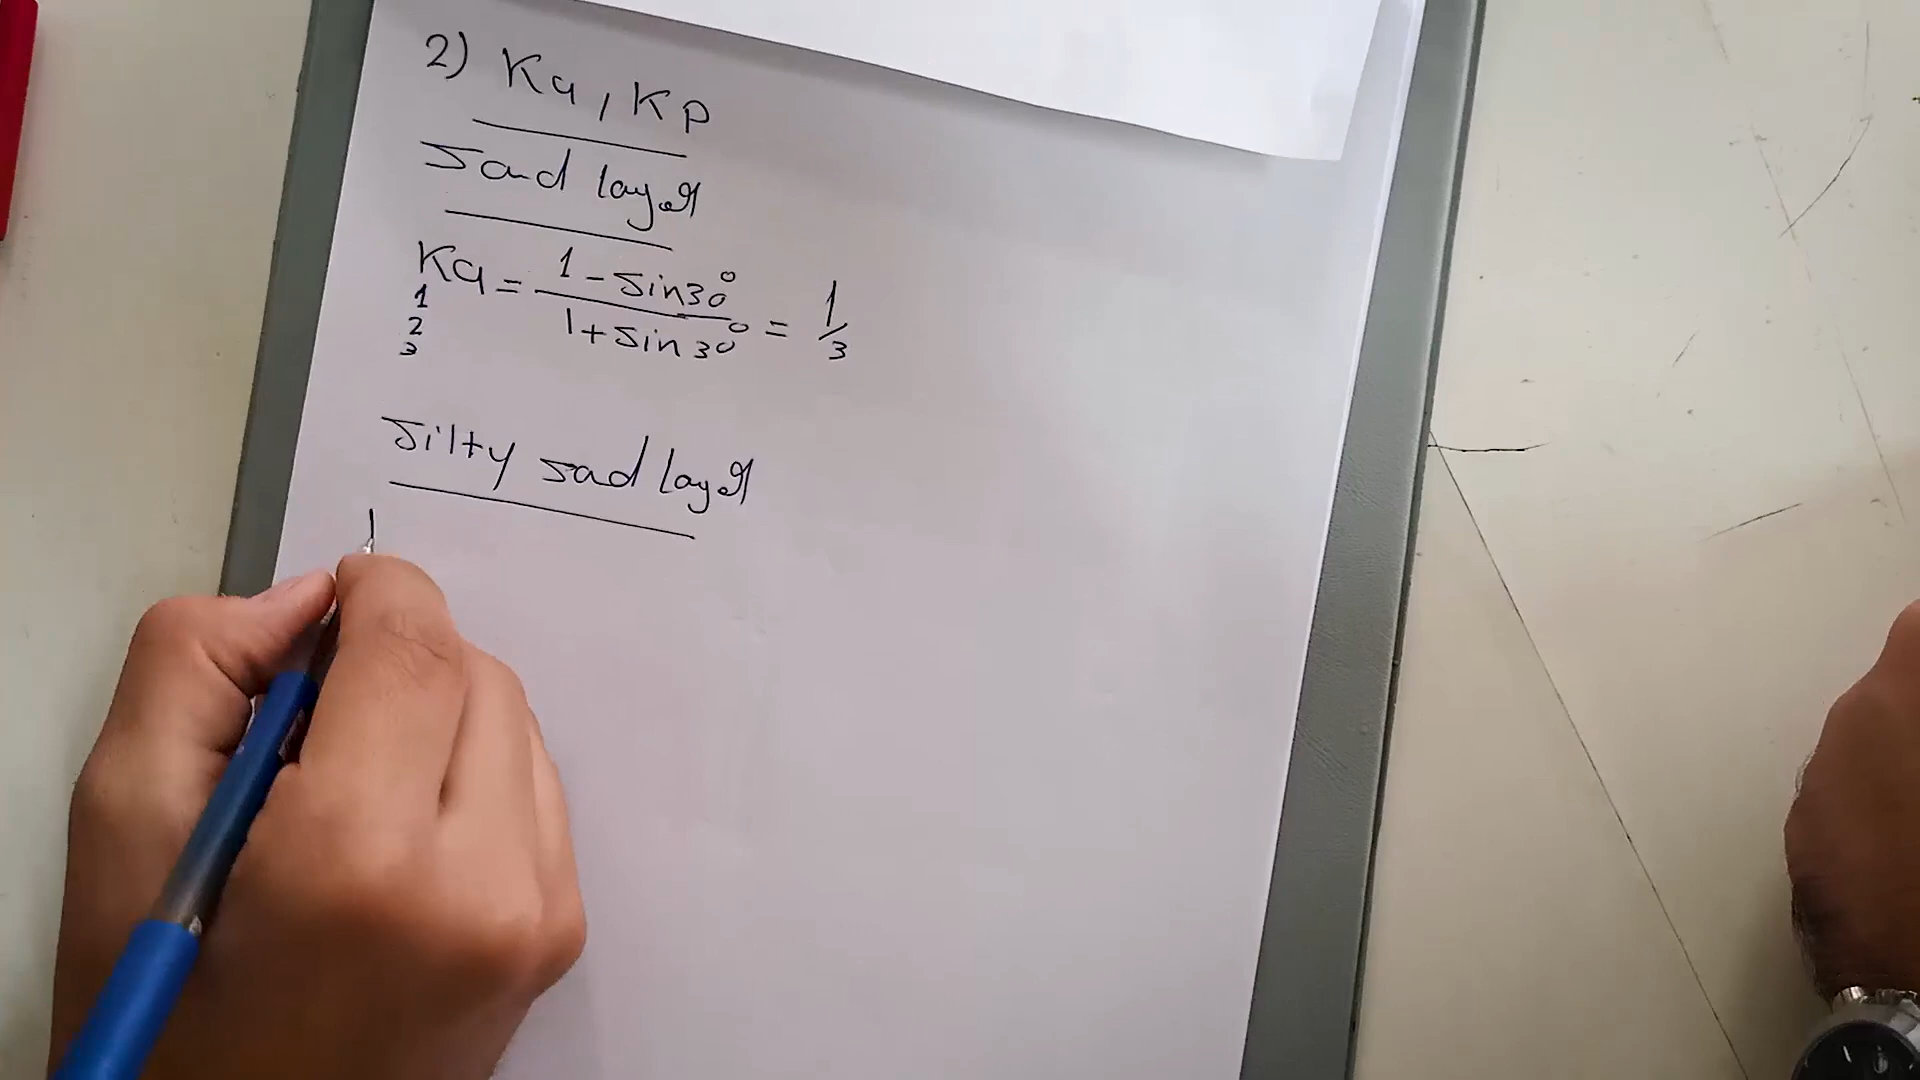 2) Ka, Kp
sad layer
Ka = 1 - sin30° / 1 + sin30° = 1/3
1
2
3
silty sad layer